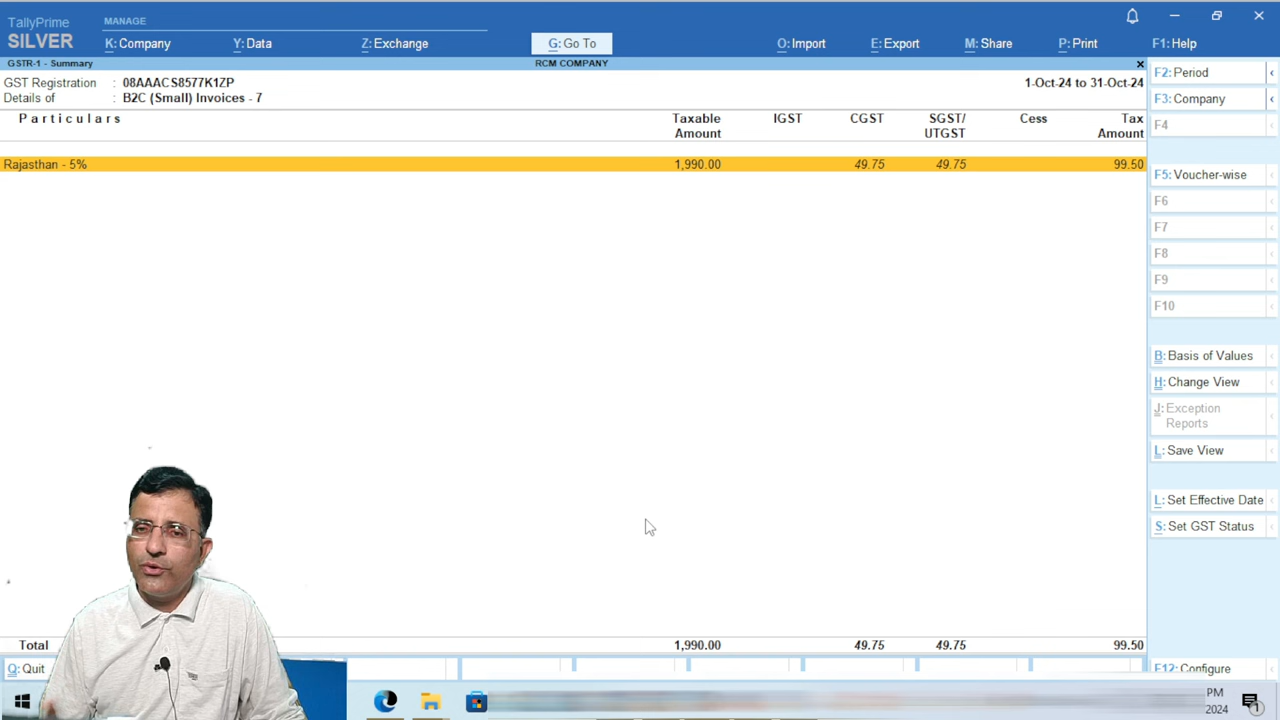 TallyPrime
SILVER
MANAGE
K: Company
Y: Data
Z: Exchange
G: Go To
O: Import
E: Export
M: Share
P: Print
F1: Help
GSTR-1 - Summary
RCM COMPANY
GST Registration : 08AAACS8577K1ZP
1-Oct-24 to 31-Oct-24
Details of : B2C (Small) Invoices - 7
Particulars
Taxable Amount
IGST
CGST
SGST/ UTGST
Cess
Tax Amount
Rajasthan - 5% 1,990.00 49.75 49.75 99.50
Total 1,990.00 49.75 49.75 99.50
F2: Period
F3: Company
F4
F5: Voucher-wise
F6
F7
F8
F9
F10
B: Basis of Values
H: Change View
J: Exception
Reports
L: Save View
L: Set Effective Date
S: Set GST Status
F12: Configure
Q: Quit
PM
2024
1